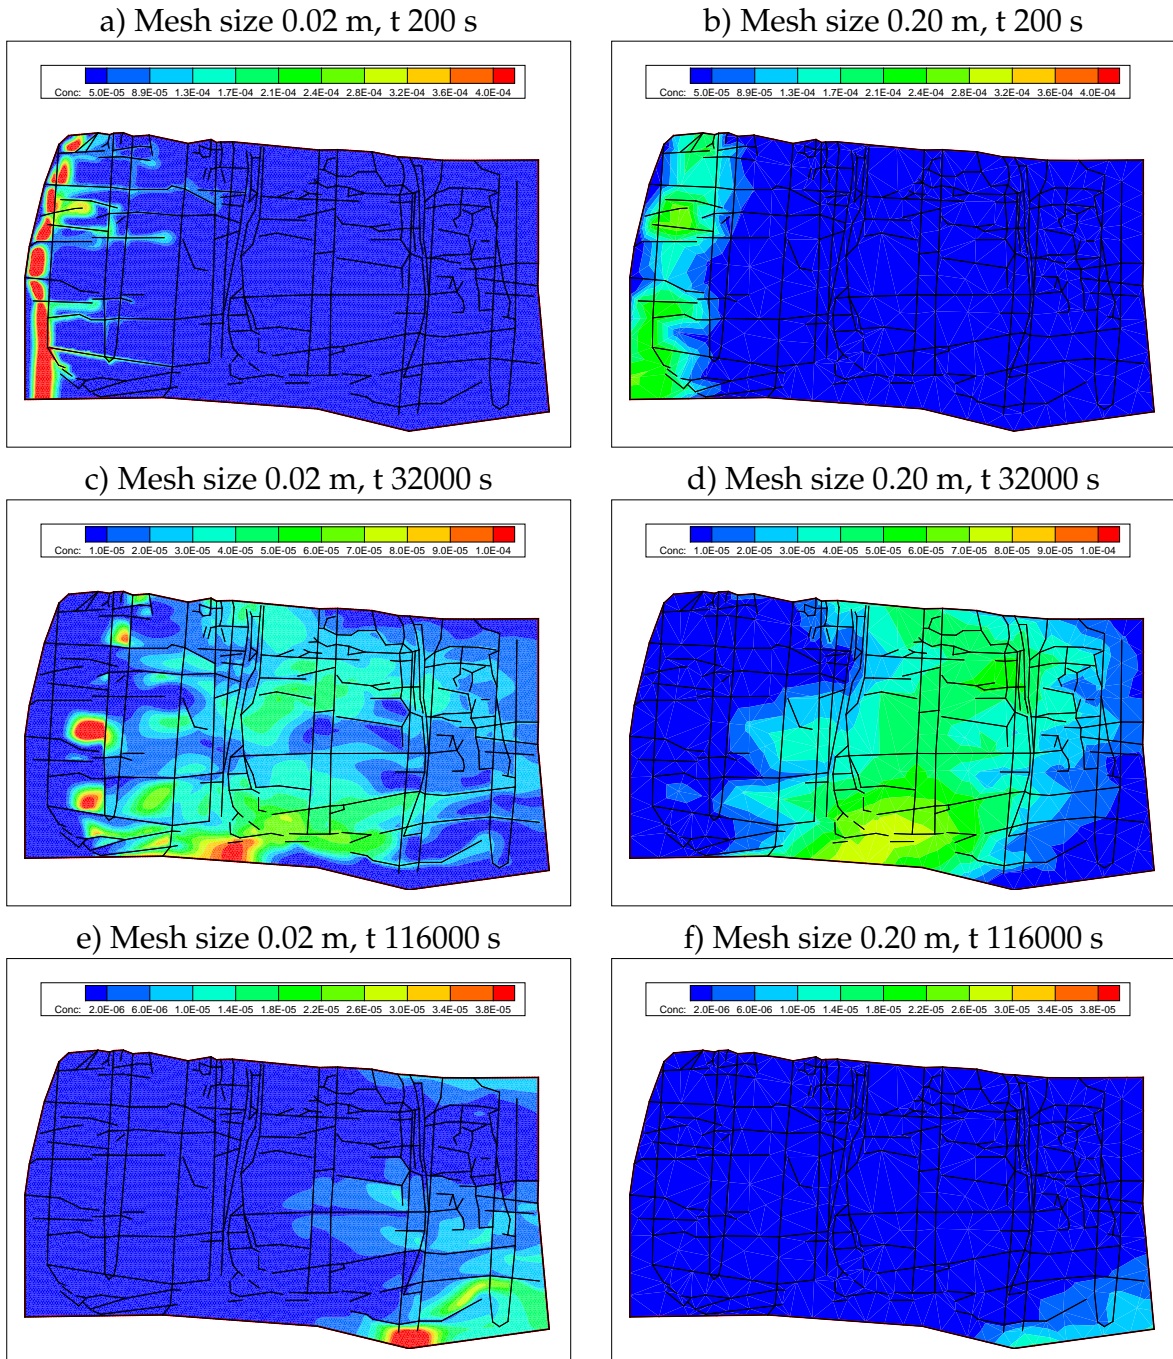 a) Mesh size 0.02 m, t 200 s
Conc: 5.0E-05 8.9E-05 1.3E-04 1.7E-04 2.1E-04 2.4E-04 2.8E-04 3.2E-04 3.6E-04 4.0E-04
b) Mesh size 0.20 m, t 200 s
Conc: 5.0E-05 8.9E-05 1.3E-04 1.7E-04 2.1E-04 2.4E-04 2.8E-04 3.2E-04 3.6E-04 4.0E-04
c) Mesh size 0.02 m, t 32000 s
Conc: 1.0E-05 2.0E-05 3.0E-05 4.0E-05 5.0E-05 6.0E-05 7.0E-05 8.0E-05 9.0E-05 1.0E-04
d) Mesh size 0.20 m, t 32000 s
Conc: 1.0E-05 2.0E-05 3.0E-05 4.0E-05 5.0E-05 6.0E-05 7.0E-05 8.0E-05 9.0E-05 1.0E-04
e) Mesh size 0.02 m, t 116000 s
Conc: 2.0E-06 6.0E-06 1.0E-05 1.4E-05 1.8E-05 2.2E-05 2.6E-05 3.0E-05 3.4E-05 3.8E-05
f) Mesh size 0.20 m, t 116000 s
Conc: 2.0E-06 6.0E-06 1.0E-05 1.4E-05 1.8E-05 2.2E-05 2.6E-05 3.0E-05 3.4E-05 3.8E-05